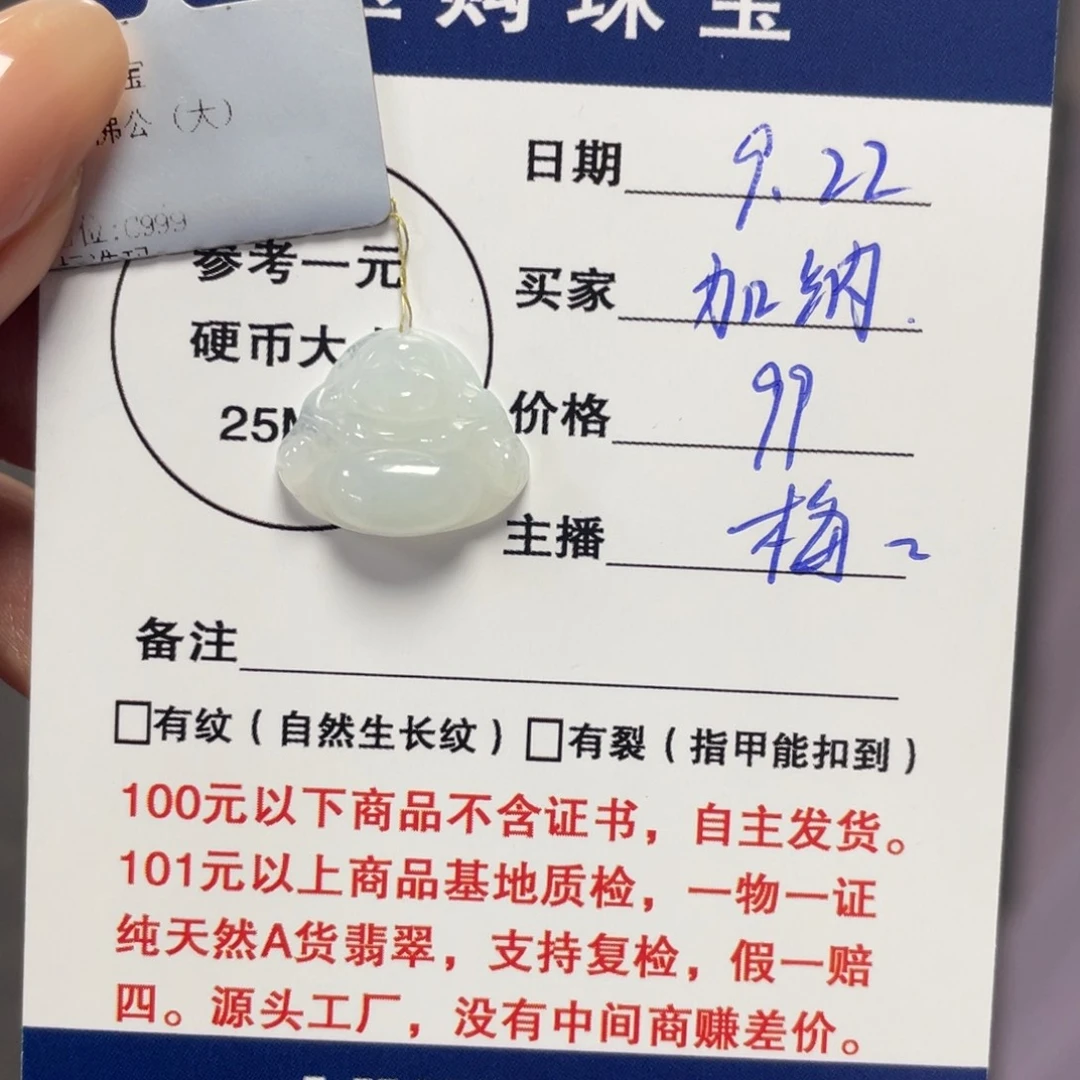 购珠宝
宝
佛公（大）
位:C999
参考一元
硬币大
25M
日期 9.22
买家 加纳.
价格 99
主播 梅
备注
□有纹（自然生长纹）□有裂（指甲能扣到）
100元以下商品不含证书，自主发货。
101元以上商品基地质检，一物一证
纯天然A货翡翠，支持复检，假一赔
四。源头工厂，没有中间商赚差价。